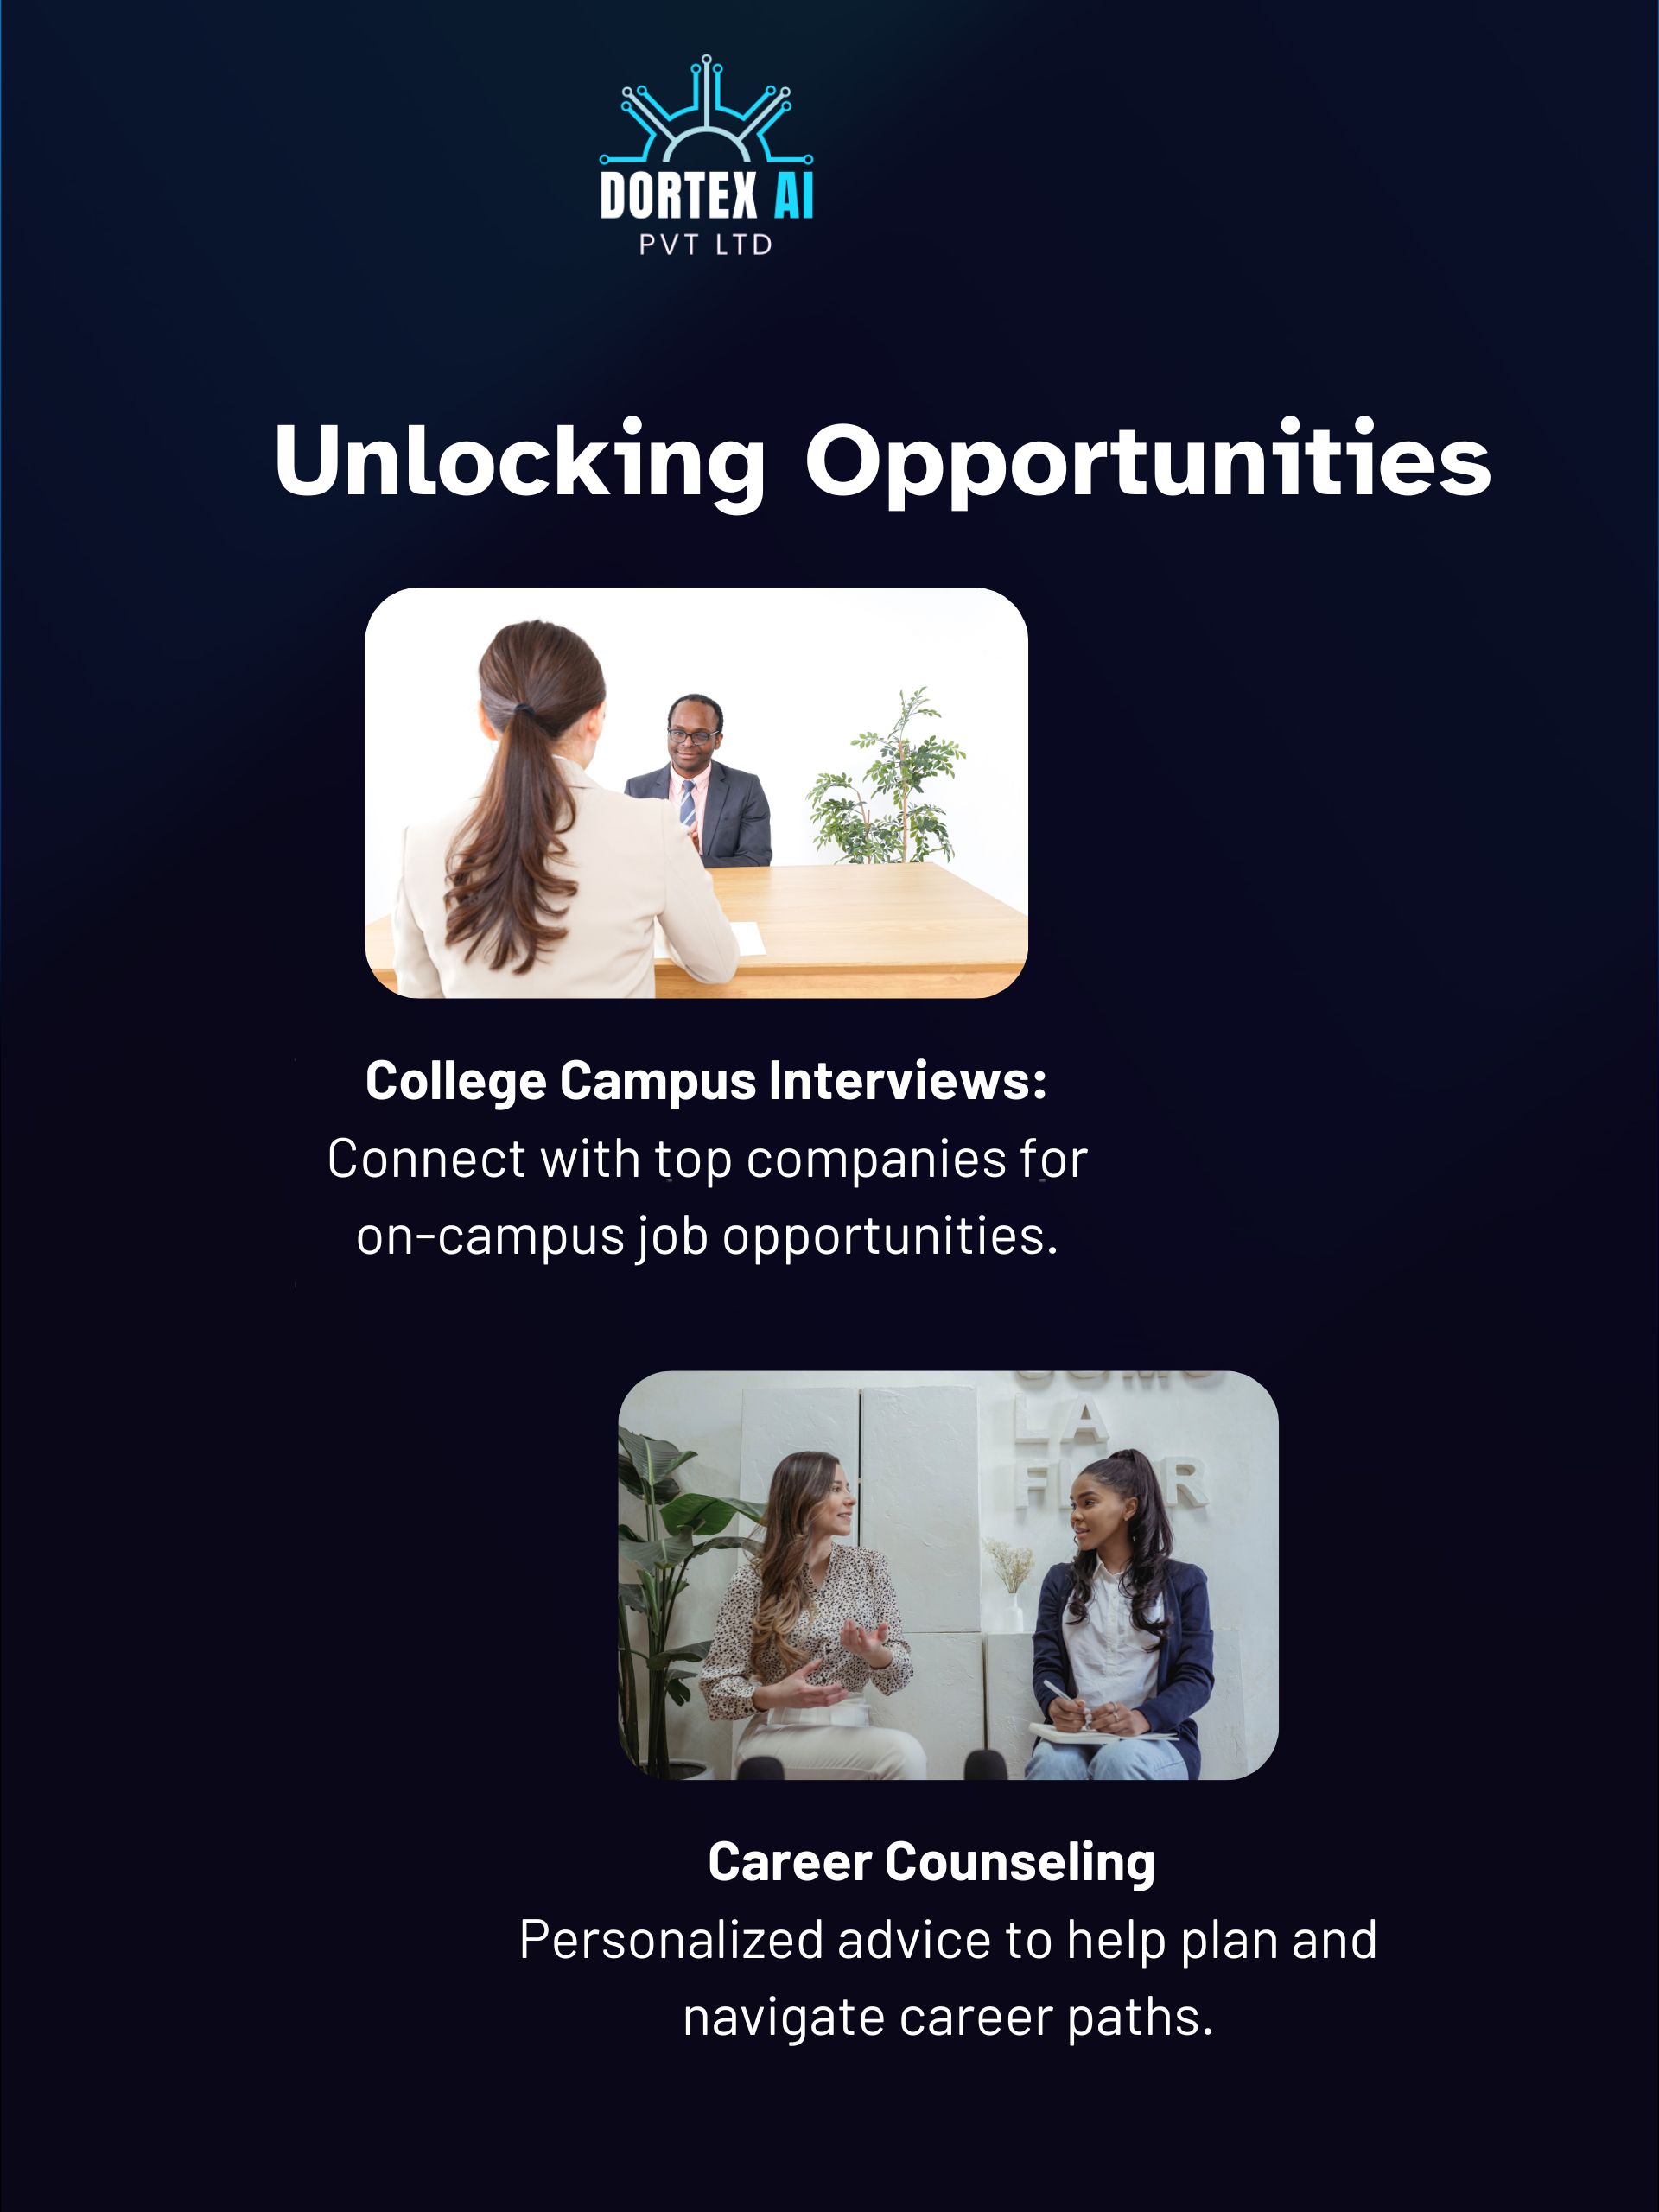 DORTEX AI
PVT LTD
Unlocking Opportunities
College Campus Interviews:
Connect with top companies for
on-campus job opportunities.
LA
Career Counseling
Personalized advice to help plan and
navigate career paths.